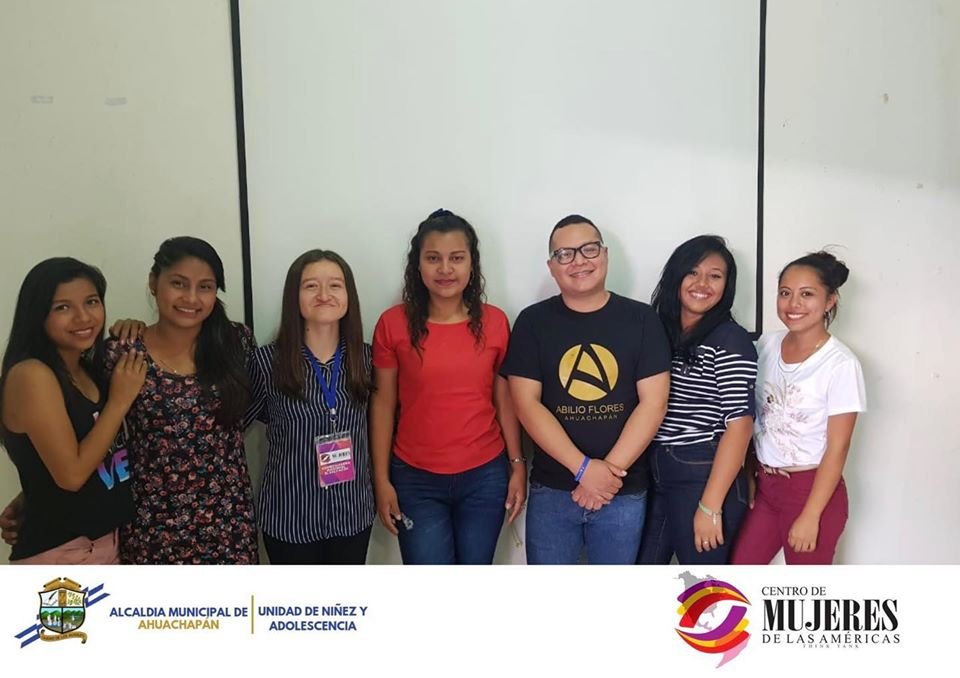 VE
ABILIO FLORES
AHUACHAPÁN
ALCALDIA MUNICIPAL DE
AHUACHAPÁN
UNIDAD DE NIÑEZ Y
ADOLESCENCIA
CENTRO DE
MUJERES
DE LAS AMÉRICAS
THINK TANK